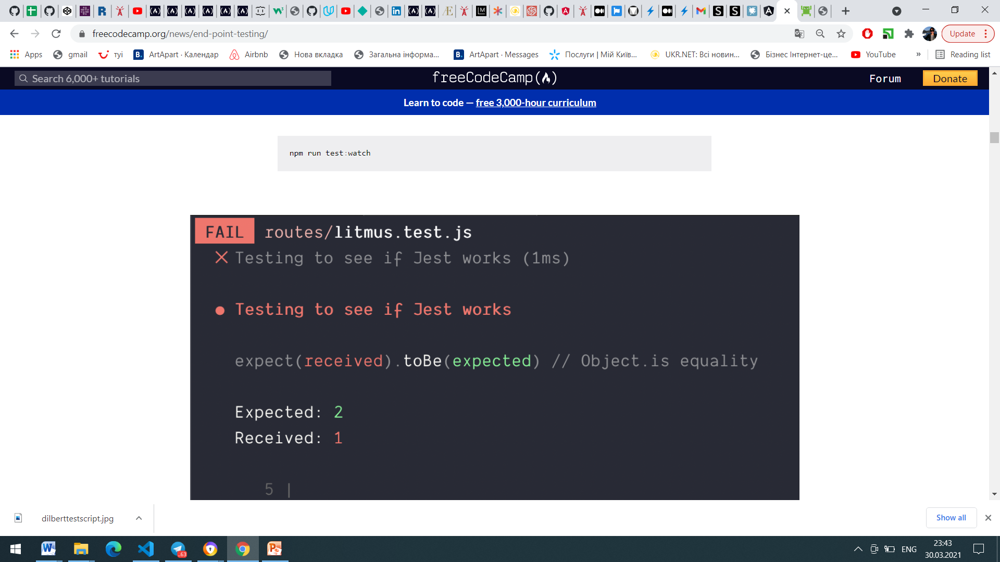 freecodecamp.org/news/end-point-testing/
Update
Apps
gmail
туі
ArtApart · Календар
Airbnb
Нова вкладка
Загальна інформа...
ArtApart · Messages
Послуги | Мій Київ...
UKR.NET: Всі новин...
Бізнес Інтернет-це...
YouTube
»
Reading list
Search 6,000+ tutorials
freeCodeCamp(🔥)
Forum
Donate
Learn to code — free 3,000-hour curriculum
npm run test:watch
FAIL routes/litmus.test.js
✕ Testing to see if Jest works (1ms)
● Testing to see if Jest works
expect(received).toBe(expected) // Object.is equality
Expected: 2
Received: 1
5 |
dilberttestscript.jpg
Show all
63
ENG
23:43
30.03.2021